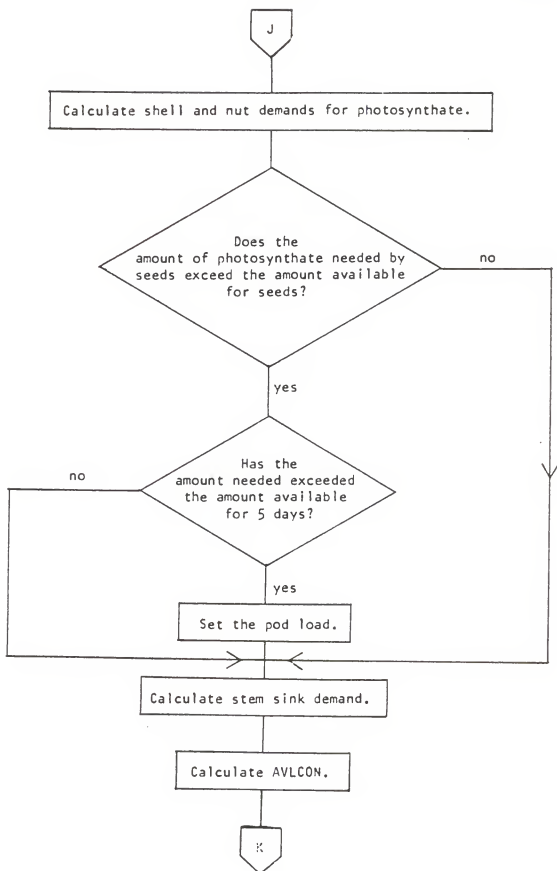 J
Calculate shell and nut demands for photosynthate.
Does the
amount of photosynthate needed by
seeds exceed the amount available
for seeds?
no
yes
Has the
amount needed exceeded
the amount available
for 5 days?
no
yes
Set the pod load.
Calculate stem sink demand.
Calculate AVLCON.
K